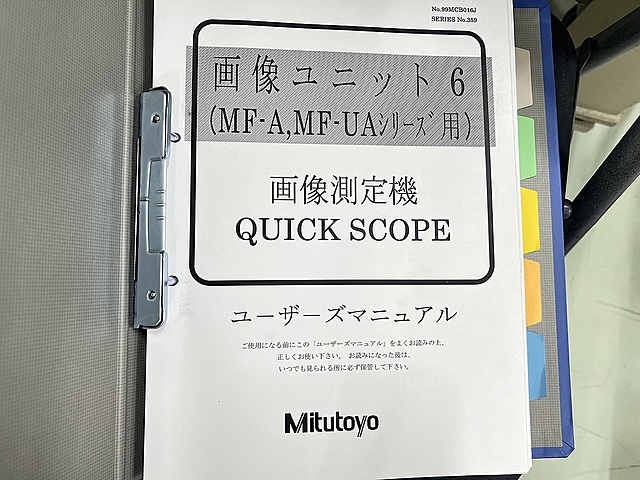 No.99MCB016J
SERIES No.359
画像ユニット6
(MF-A,MF-UAシリーズ用)
画像測定機
QUICK SCOPE
ユーザーズマニュアル
ご使用になる前にこの「ユーザーズマニュアル」をよくお読みの上、
正しくお使い下さい。 お読みになった後は、
いつでも見られる所に必ず保管して下さい。
Mitutoyo